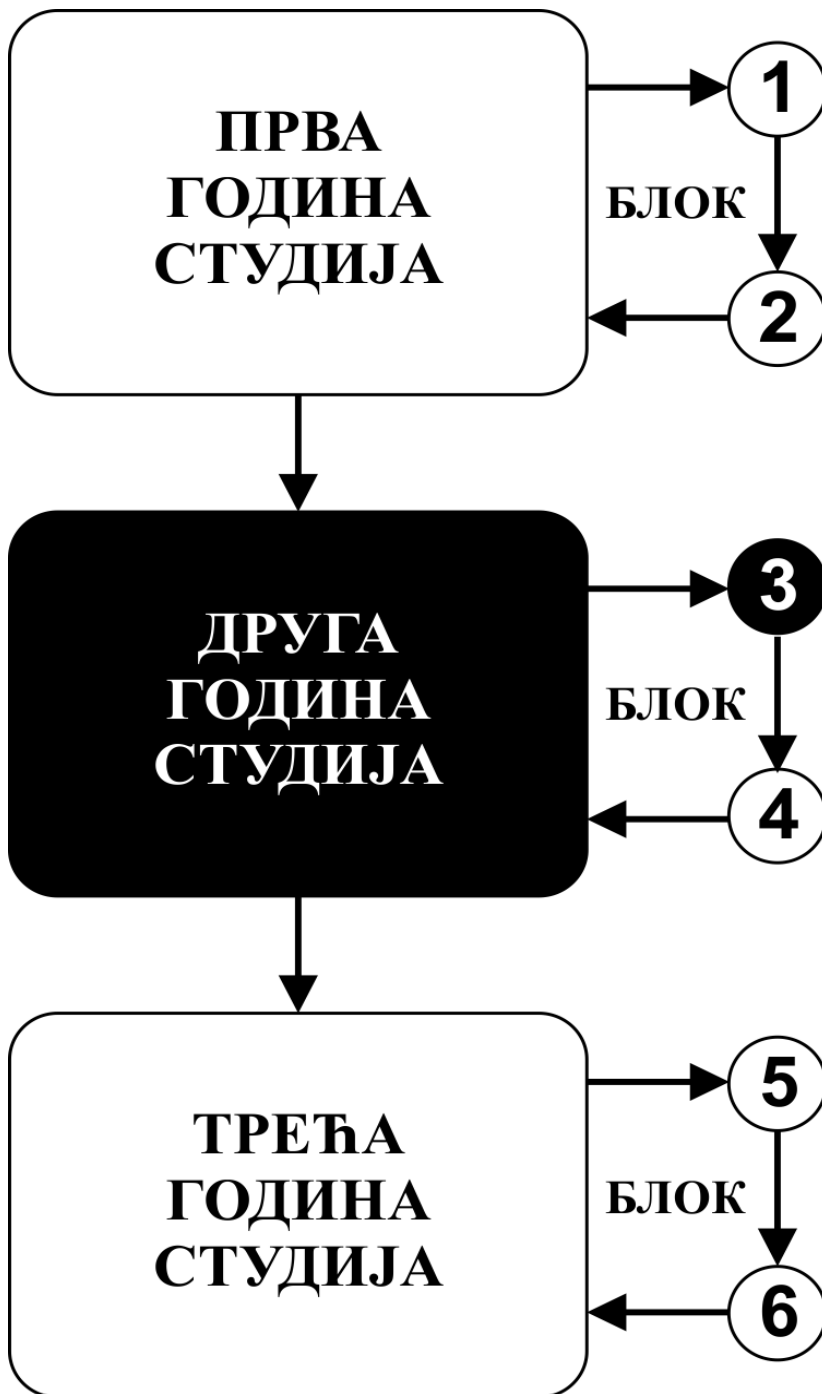 ПРВА
ГОДИНА
СТУДИЈА
1
БЛОК
2
ДРУГА
ГОДИНА
СТУДИЈА
3
БЛОК
4
ТРЕЋА
ГОДИНА
СТУДИЈА
5
БЛОК
6